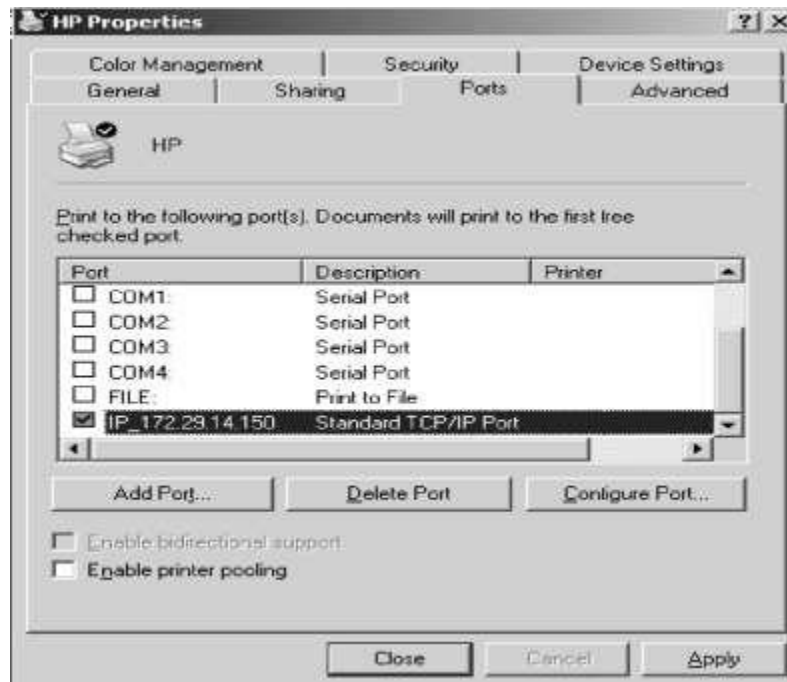 HP Properties
? ×
Color Management Security Device Settings
General Sharing Ports Advanced
HP
Print to the following port(s). Documents will print to the first free
checked port.
Port Description Printer
COM1: Serial Port
COM2: Serial Port
COM3: Serial Port
COM4: Serial Port
FILE: Print to File
IP_172.29.14.150 Standard TCP/IP Port
Add Port... Delete Port Configure Port...
Enable bidirectional support
Enable printer pooling
Close Cancel Apply